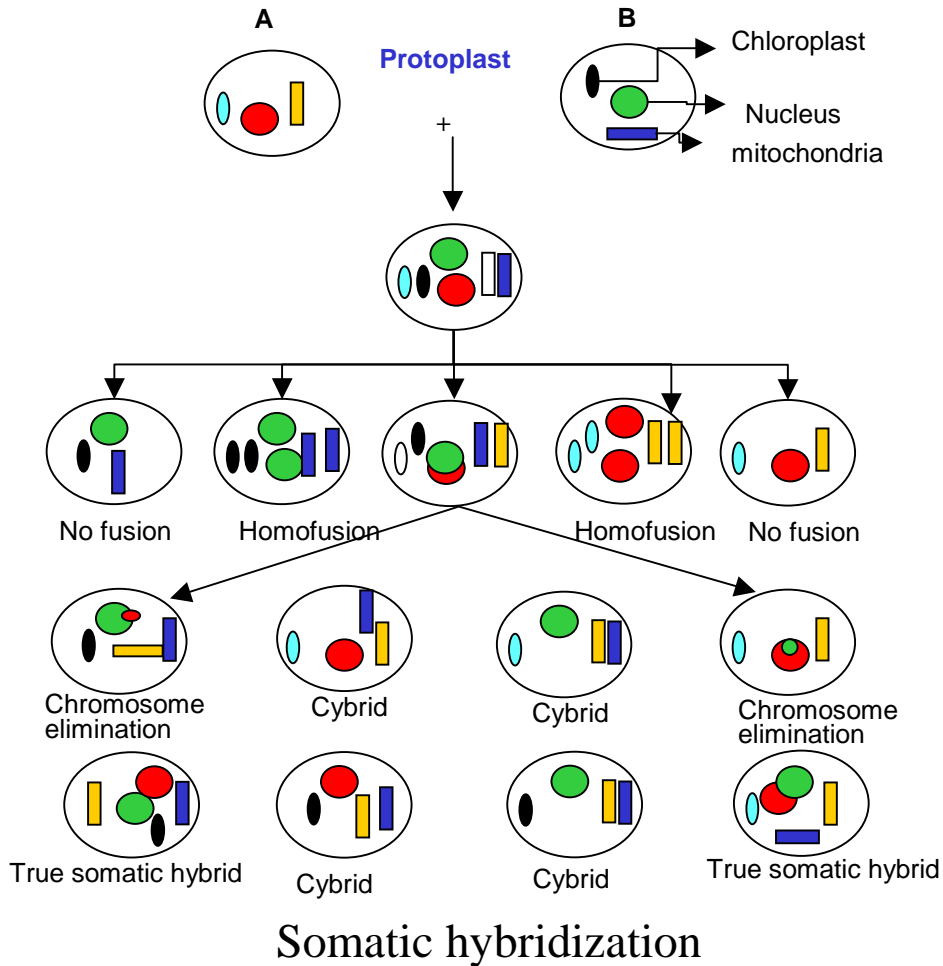 A
B
Protoplast
Chloroplast
Nucleus
mitochondria
+
No fusion
Homofusion
Homofusion
No fusion
Chromosome
elimination
Cybrid
Cybrid
Chromosome
elimination
True somatic hybrid
Cybrid
Cybrid
True somatic hybrid
Somatic hybridization